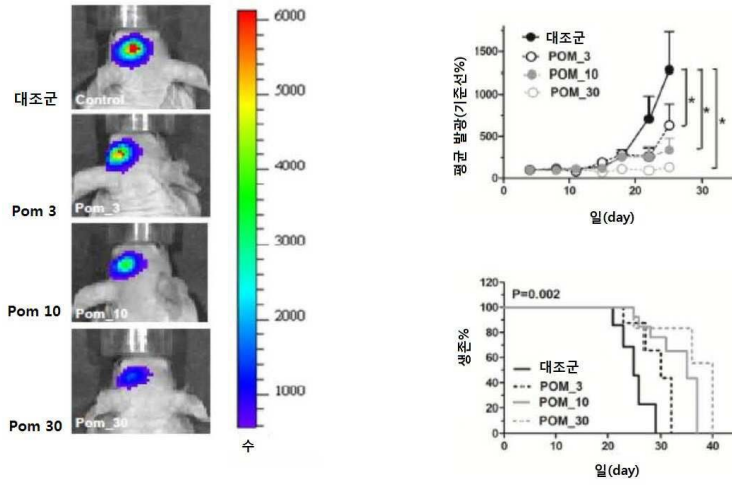 대조군
Control
Pom 3
Pom_3
Pom 10
Pom_10
Pom 30
Pom_30
6000
5000
4000
3000
2000
1000
수
평균 발광(기준선%)
1500
1000
500
0
대조군
POM_3
POM_10
POM_30
*
*
*
0 10 20 30
일(day)
생존%
120
100
80
60
40
20
0
P=0.002
대조군
POM_3
POM_10
POM_30
0 10 20 30 40
일(day)